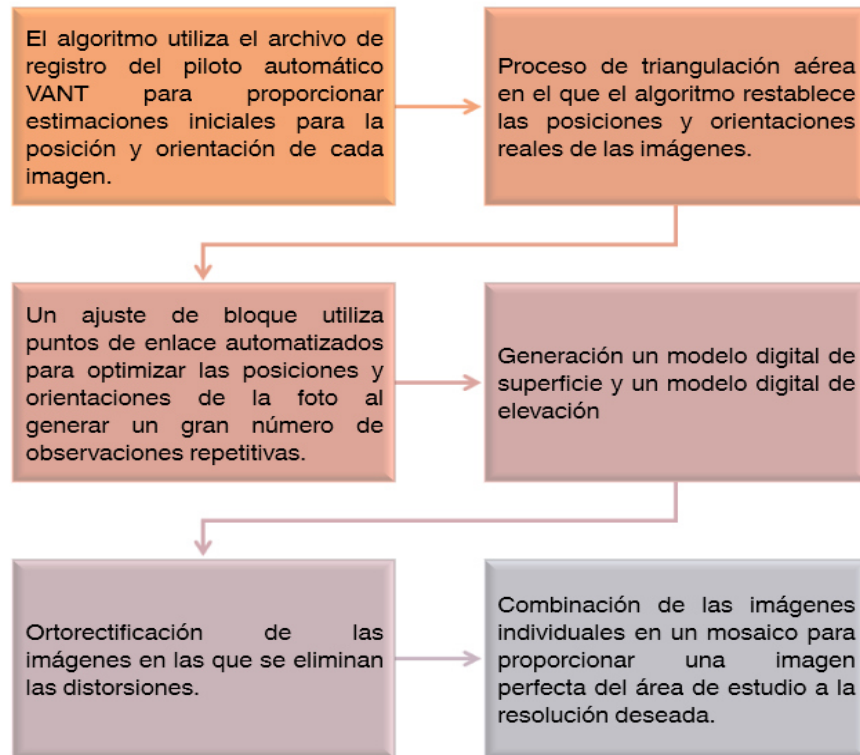 El algoritmo utiliza el archivo de
registro del piloto automático
VANT para proporcionar
estimaciones iniciales para la
posición y orientación de cada
imagen.
Proceso de triangulación aérea
en el que el algoritmo restablece
las posiciones y orientaciones
reales de las imágenes.
Un ajuste de bloque utiliza
puntos de enlace automatizados
para optimizar las posiciones y
orientaciones de la foto al
generar un gran número de
observaciones repetitivas.
Generación un modelo digital de
superficie y un modelo digital de
elevación
Ortorectificación de las
imágenes en las que se eliminan
las distorsiones.
Combinación de las imágenes
individuales en un mosaico para
proporcionar una imagen
perfecta del área de estudio a la
resolución deseada.